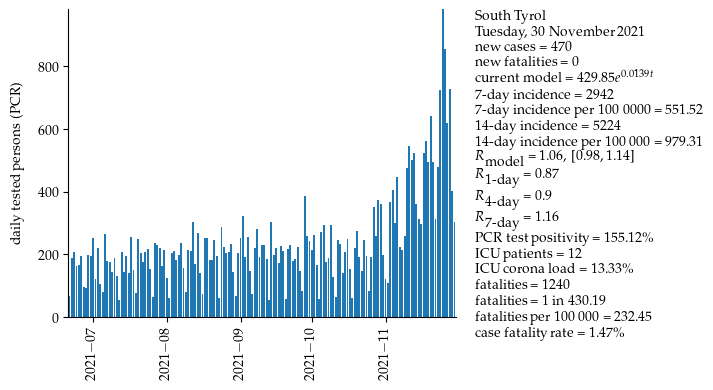 daily tested persons (PCR)
800
600
400
200
0
2021−07
2021−08
2021−09
2021−10
2021−11
South Tyrol
Tuesday, 30 November 2021
new cases = 470
new fatalities = 0
current model = 429.85e^0.0139t
7-day incidence = 2942
7-day incidence per 100 0000 = 551.52
14-day incidence = 5224
14-day incidence per 100 000 = 979.31
R_model = 1.06, [0.98, 1.14]
R_1-day = 0.87
R_4-day = 0.9
R_7-day = 1.16
PCR test positivity = 155.12%
ICU patients = 12
ICU corona load = 13.33%
fatalities = 1240
fatalities = 1 in 430.19
fatalities per 100 000 = 232.45
case fatality rate = 1.47%